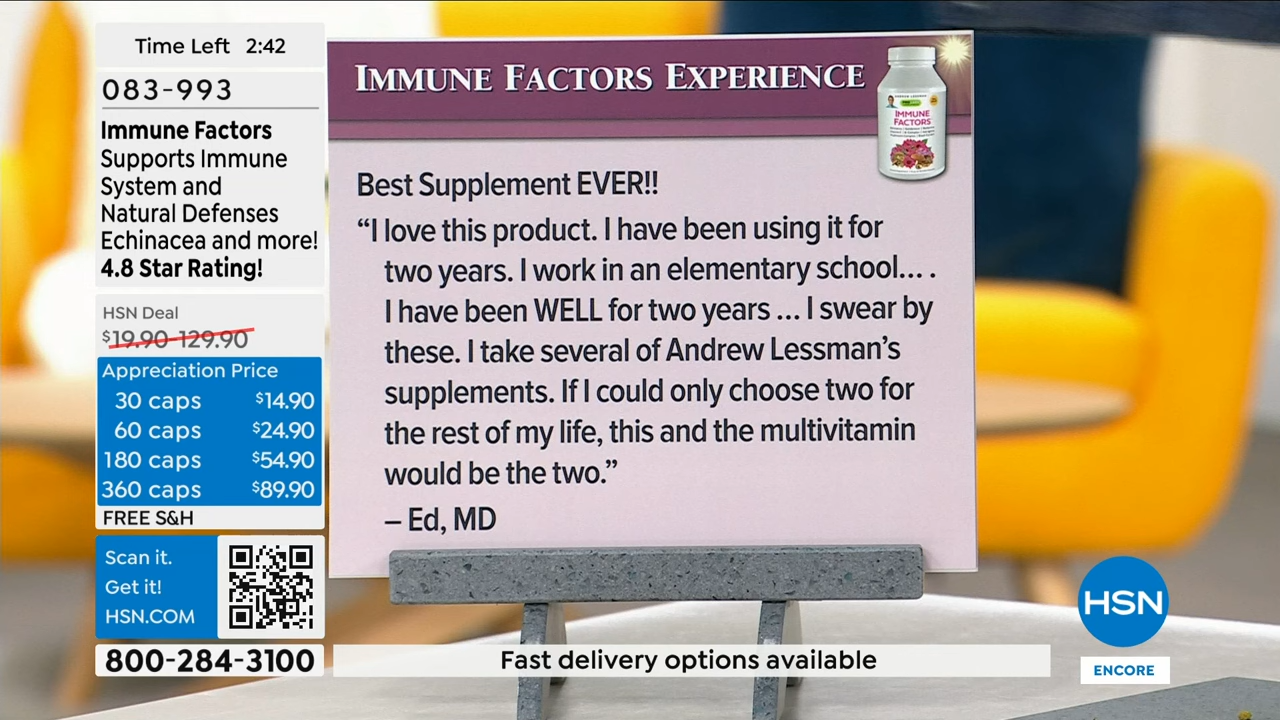 Time Left 2:42
083-993
Immune Factors
Supports Immune
System and
Natural Defenses
Echinacea and more!
4.8 Star Rating!
HSN Deal
$19.90-129.90
Appreciation Price
30 caps $14.90
60 caps $24.90
180 caps $54.90
360 caps $89.90
FREE S&H
Scan it.
Get it!
HSN.COM
800-284-3100
IMMUNE FACTORS EXPERIENCE
IMMUNE
FACTORS
Best Supplement EVER!!
“I love this product. I have been using it for
two years. I work in an elementary school... .
I have been WELL for two years ... I swear by
these. I take several of Andrew Lessman’s
supplements. If I could only choose two for
the rest of my life, this and the multivitamin
would be the two.”
– Ed, MD
Fast delivery options available
HSN
ENCORE